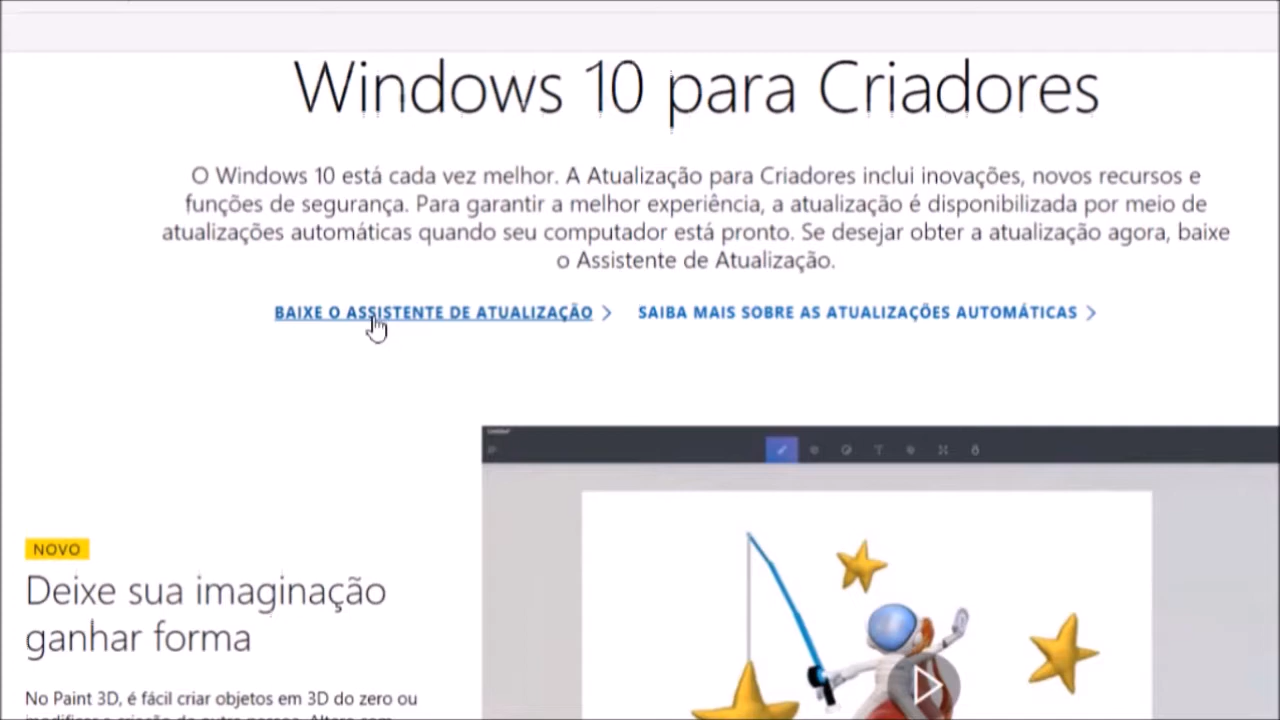 Windows 10 para Criadores
O Windows 10 está cada vez melhor. A Atualização para Criadores inclui inovações, novos recursos e
funções de segurança. Para garantir a melhor experiência, a atualização é disponibilizada por meio de
atualizações automáticas quando seu computador está pronto. Se desejar obter a atualização agora, baixe
o Assistente de Atualização.
BAIXE O ASSISTENTE DE ATUALIZAÇÃO
SAIBA MAIS SOBRE AS ATUALIZAÇÕES AUTOMÁTICAS
NOVO
Deixe sua imaginação
ganhar forma
No Paint 3D, é fácil criar objetos em 3D do zero ou